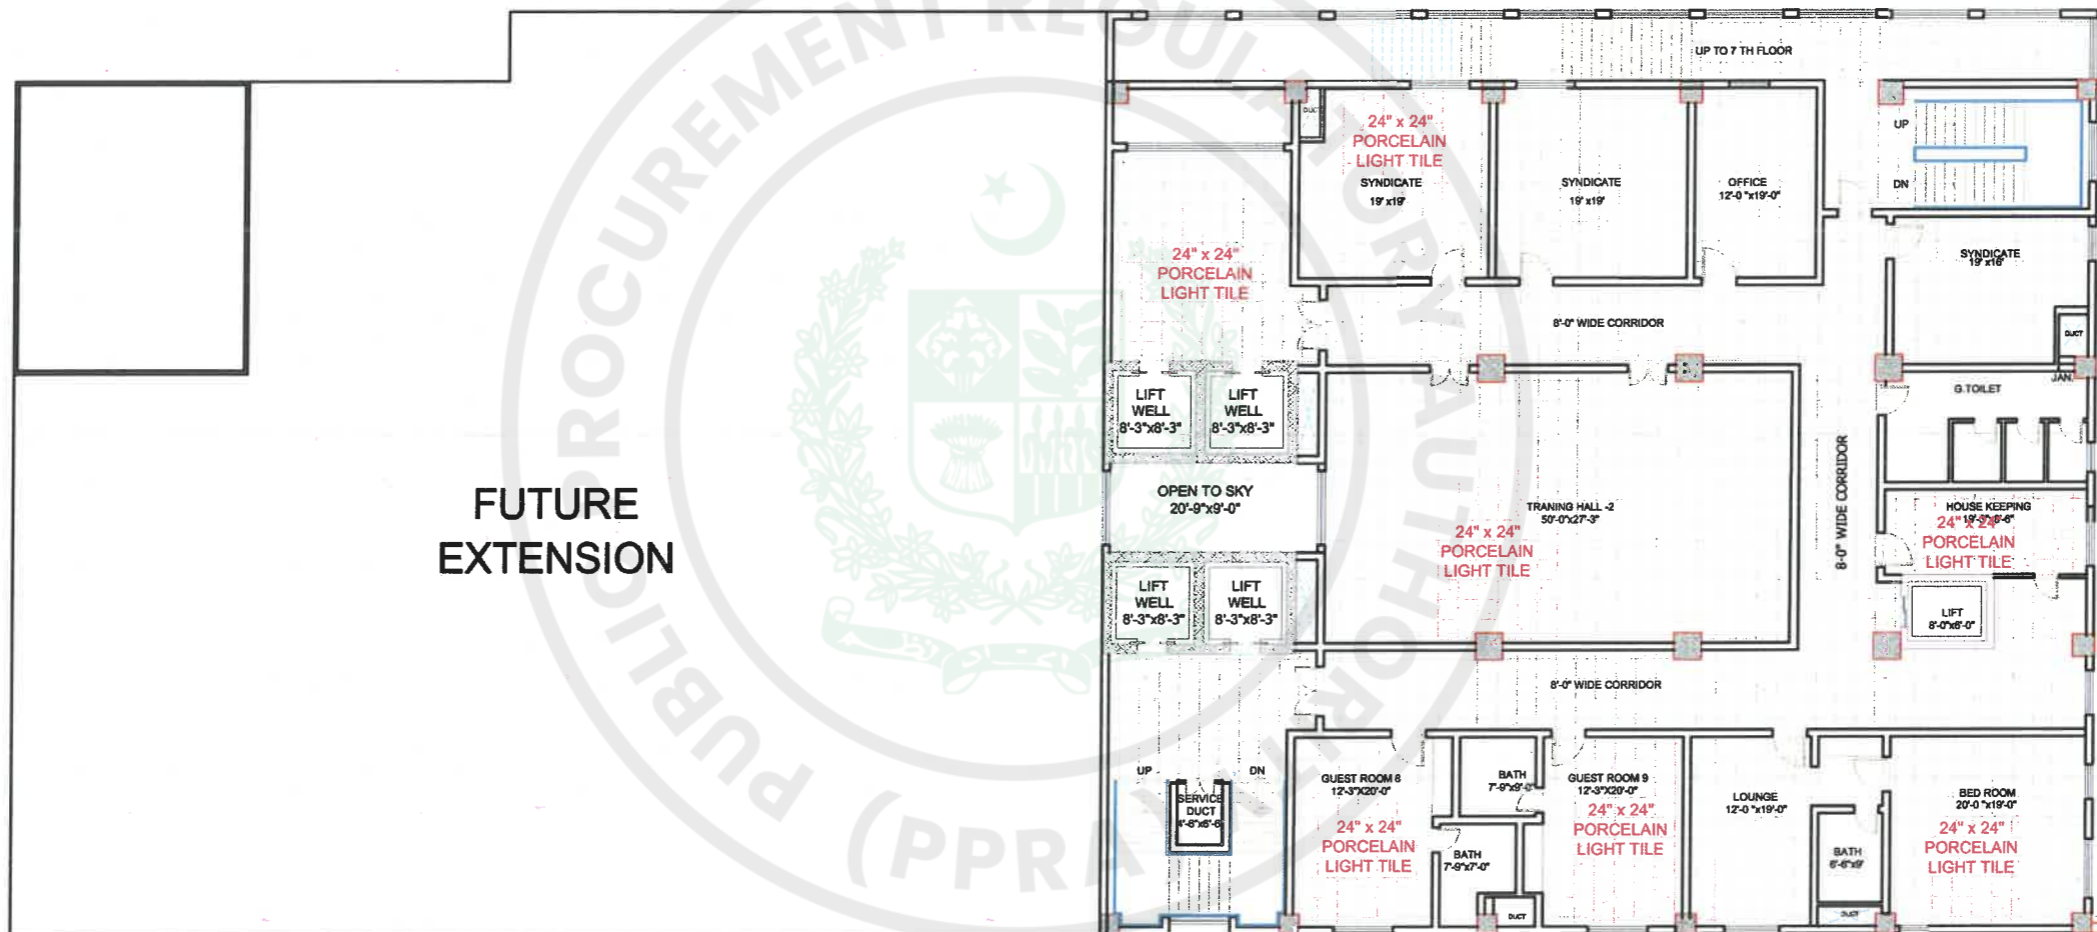 UP TO 7 TH FLOOR
DUCT
24" x 24"
PORCELAIN
LIGHT TILE
SYNDICATE
19' x19'
SYNDICATE
19' x19'
OFFICE
12'-0 "x19'-0"
UP
DN
24" x 24"
PORCELAIN
LIGHT TILE
SYNDICATE
19' x16'
DUCT
8'-0" WIDE CORRIDOR
LIFT
WELL
8'-3"x8'-3"
LIFT
WELL
8'-3"x8'-3"
G.TOILET
JAN.
FUTURE
EXTENSION
OPEN TO SKY
20'-9"x9'-0"
TRANING HALL -2
50'-0"x27'-3"
24" x 24"
PORCELAIN
LIGHT TILE
8-0" WIDE CORRIDOR
HOUSE KEEPING
24" x 24"
PORCELAIN
LIGHT TILE
LIFT
WELL
8'-3"x8'-3"
LIFT
WELL
8'-3"x8'-3"
LIFT
8'-0"x6'-0"
8'-0" WIDE CORRIDOR
UP
DN
SERVICE
DUCT
GUEST ROOM 8
12'-3"X20'-0"
24" x 24"
PORCELAIN
LIGHT TILE
BATH
7'-9"x9'-0"
BATH
7'-9"x7'-0"
DUCT
GUEST ROOM 9
12'-3"X20'-0"
24" x 24"
PORCELAIN
LIGHT TILE
LOUNGE
12'-0 "x19'-0"
BATH
6'-6"x9'
DUCT
BED ROOM
20'-0 "x19'-0"
24" x 24"
PORCELAIN
LIGHT TILE
PUBLIC PROCUREMENT REGULATORY AUTHORITY (PPRA)